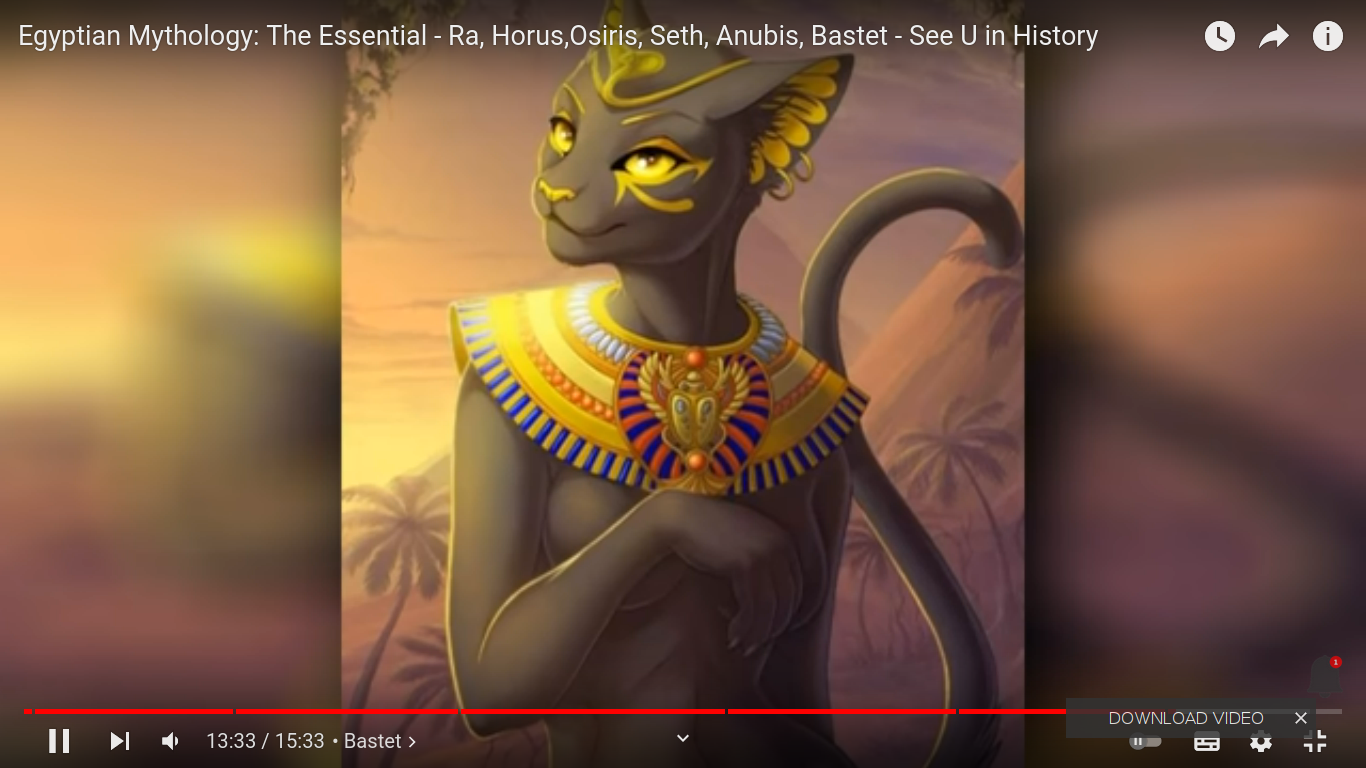 Egyptian Mythology: The Essential - Ra, Horus,Osiris, Seth, Anubis, Bastet - See U in History
1
DOWNLOAD VIDEO
13:33 / 15:33 • Bastet